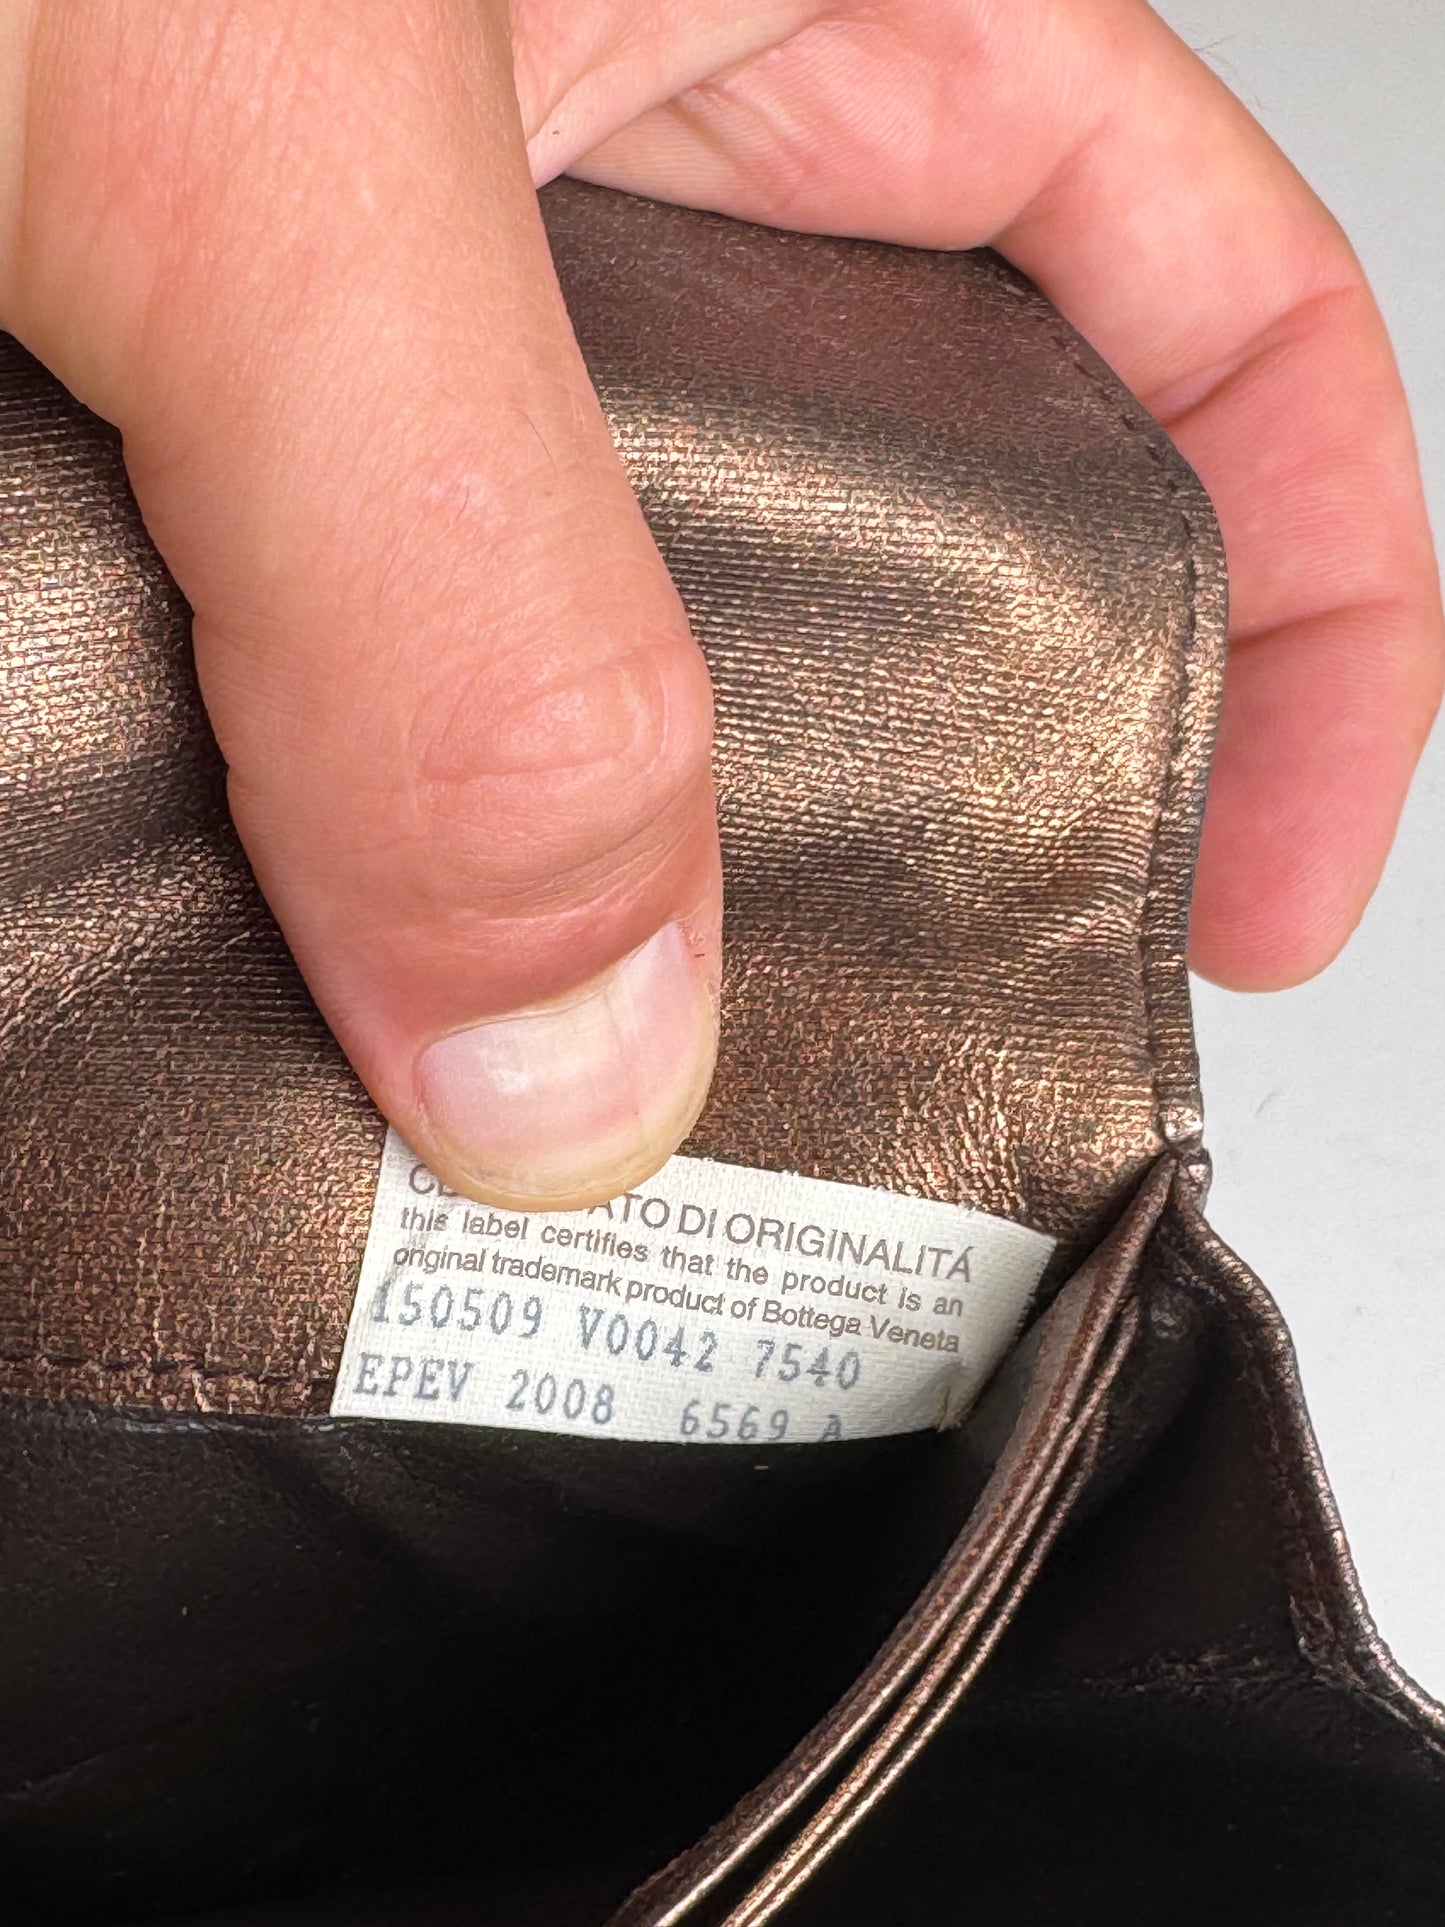 DI ORIGINALITÁ
this label certifies that the product is an
original trademark product of Bottega Veneta
150509 V0042 7540
EPEV 2008 6569 A